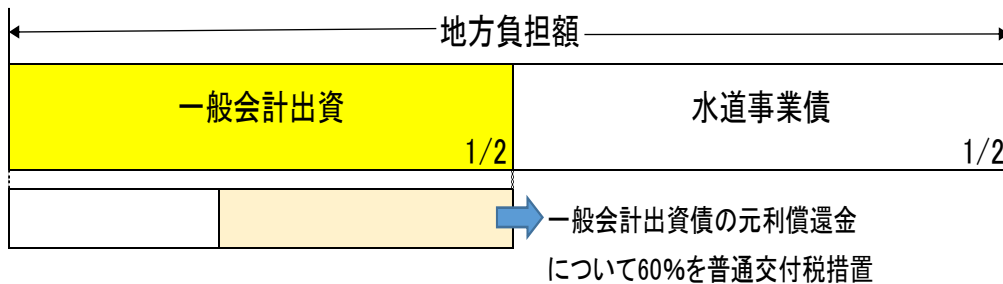 地方負担額
一般会計出資
1/2
水道事業債
1/2
一般会計出資債の元利償還金
について60%を普通交付税措置